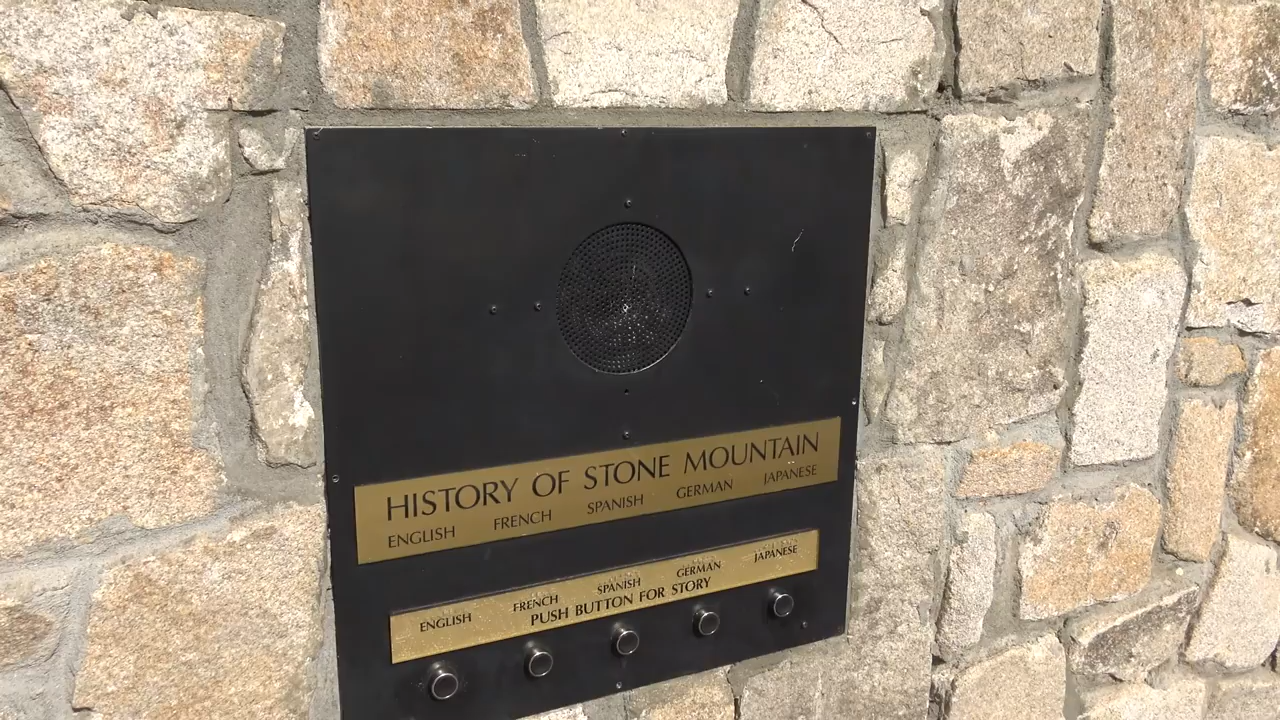 HISTORY OF STONE MOUNTAIN
ENGLISH FRENCH SPANISH GERMAN JAPANESE
ENGLISH FRENCH SPANISH GERMAN JAPANESE
PUSH BUTTON FOR STORY